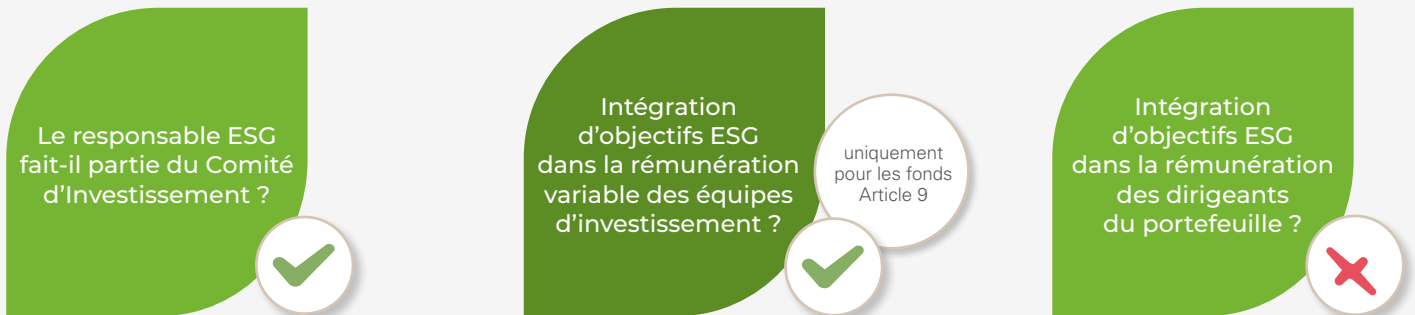 Le responsable ESG
fait-il partie du Comité
d’Investissement ?
Intégration
d’objectifs ESG
dans la rémunération
variable des équipes
d’investissement ?
uniquement
pour les fonds
Article 9
Intégration
d’objectifs ESG
dans la rémunération
des dirigeants
du portefeuille ?